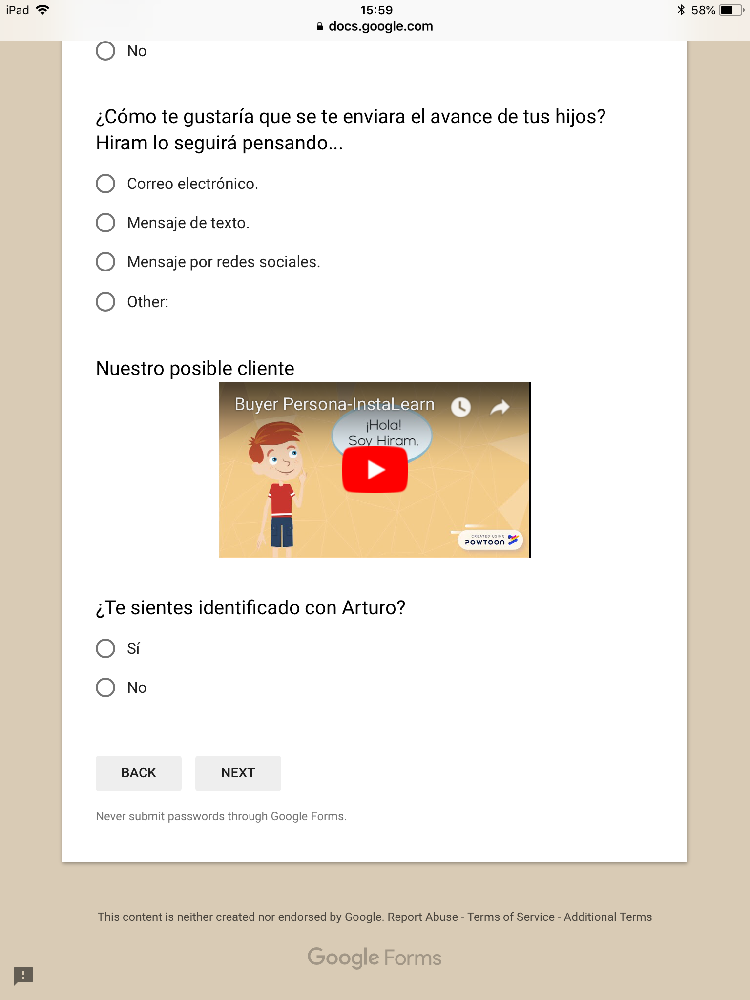 iPad 15:59 58%
docs.google.com
No
¿Cómo te gustaría que se te enviara el avance de tus hijos?
Hiram lo seguirá pensando...
Correo electrónico.
Mensaje de texto.
Mensaje por redes sociales.
Other:
Nuestro posible cliente
Buyer Persona-InstaLearn
¡Hola!
Soy Hiram.
CREATED USING
POWTOON
¿Te sientes identificado con Arturo?
Sí
No
BACK NEXT
Never submit passwords through Google Forms.
This content is neither created nor endorsed by Google. Report Abuse - Terms of Service - Additional Terms
Google Forms